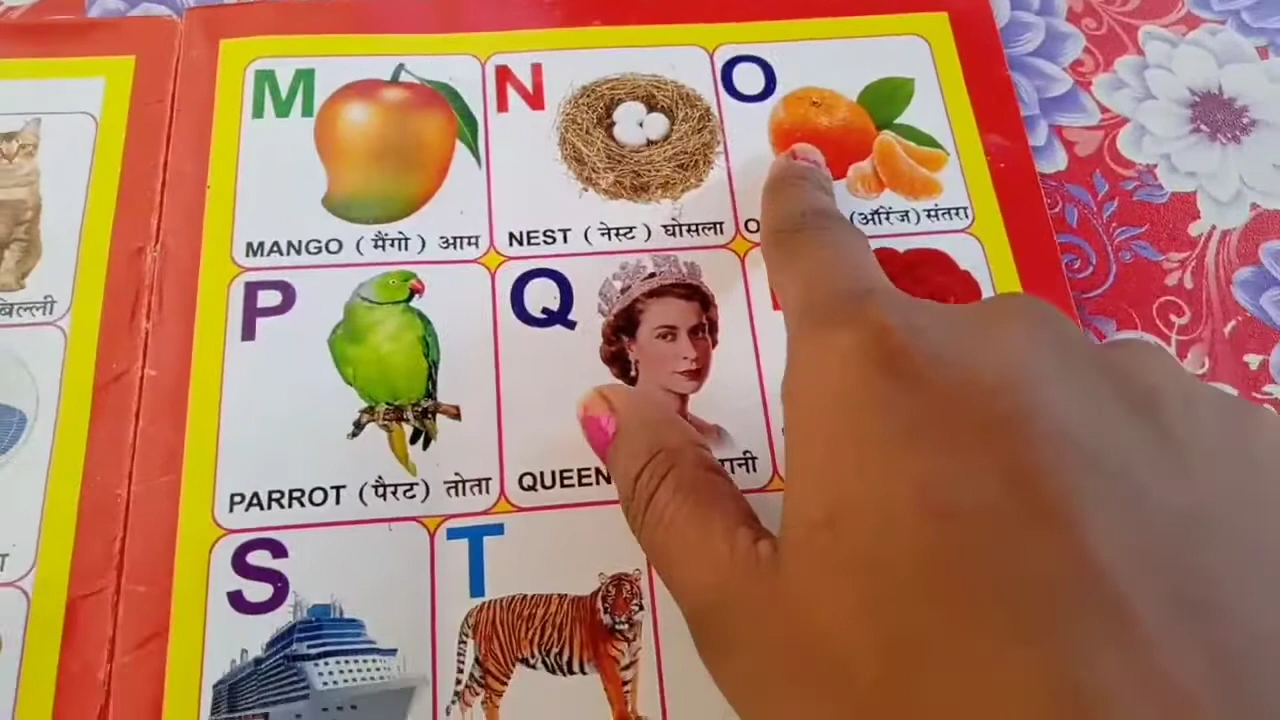 M
MANGO (मैंगो) आम
N
NEST (नेस्ट) घोंसला
O
(ऑरेंज) संतरा
बिल्ली
P
PARROT (पैरट) तोता
Q
QUEEN
S
T